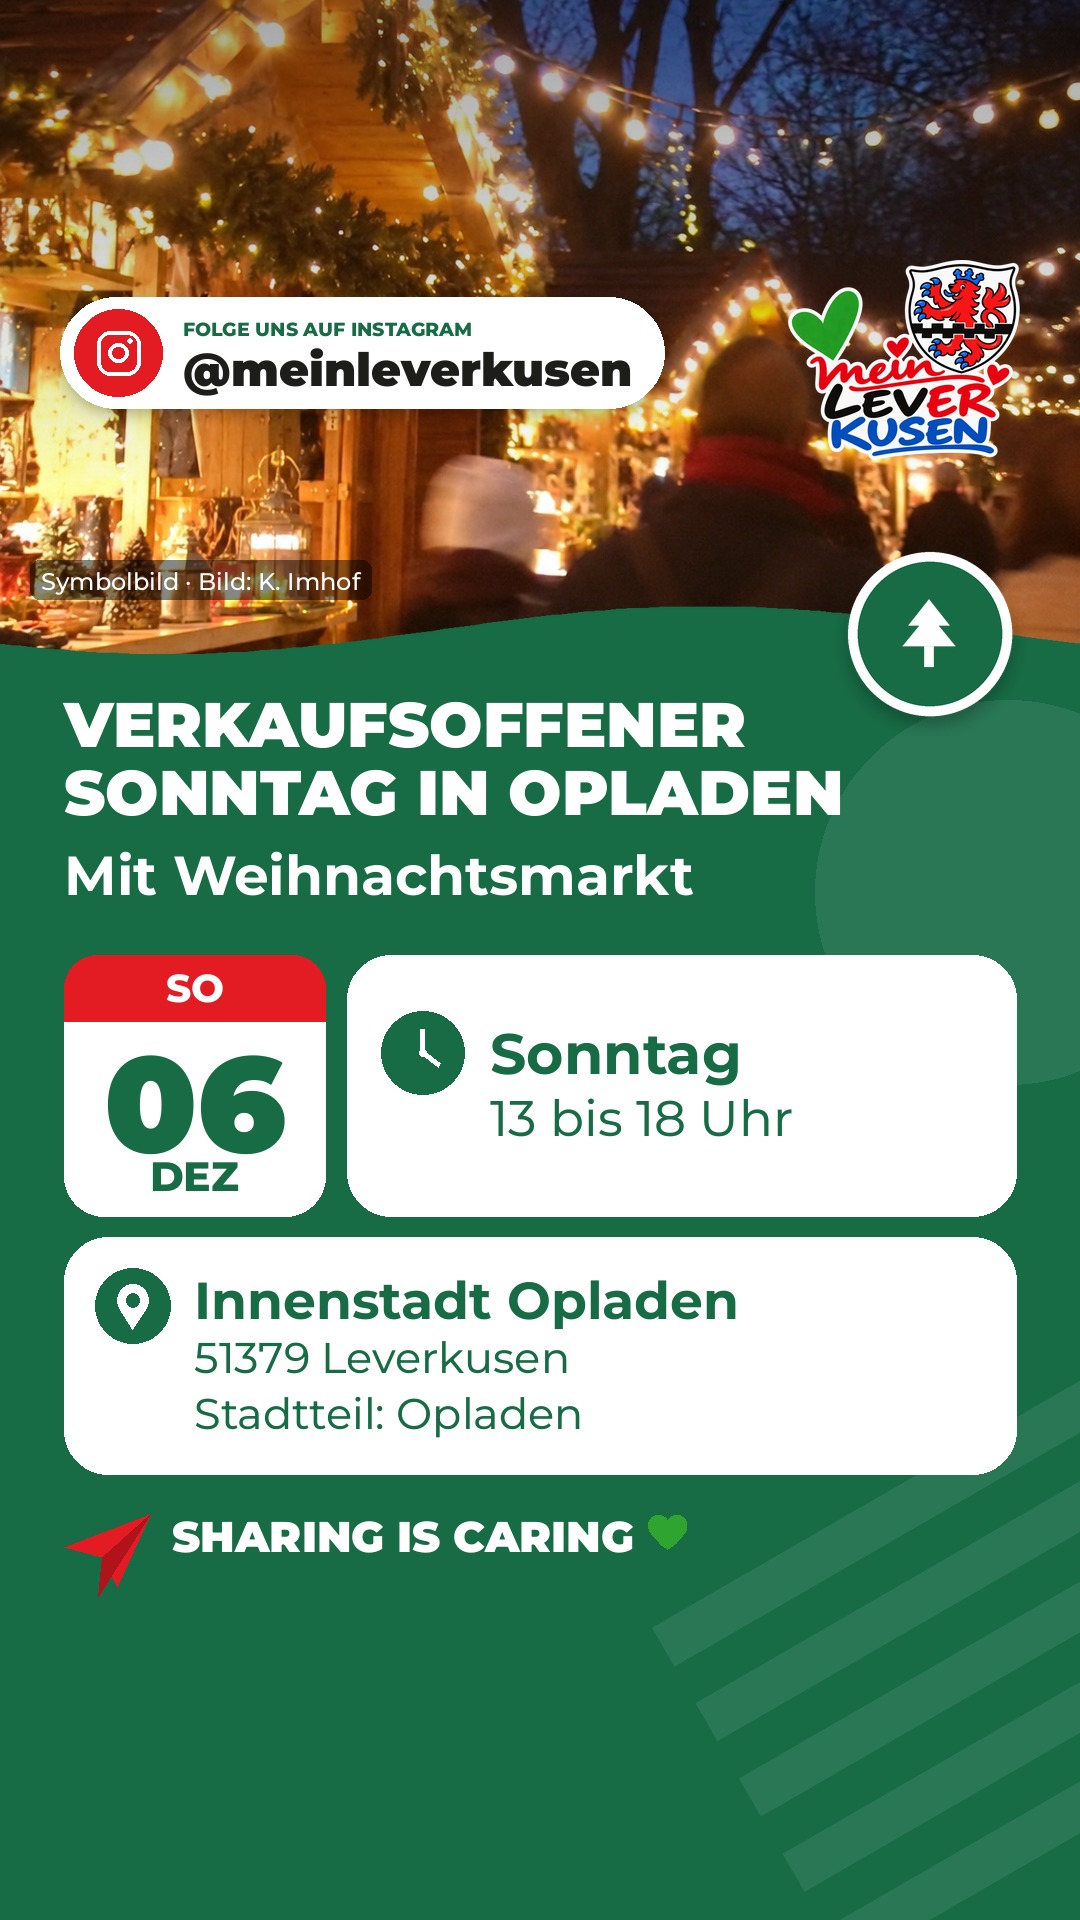 FOLGE UNS AUF INSTAGRAM
@meinleverkusen
mein
LEVER
KUSEN
Symbolbild · Bild: K. Imhof
VERKAUFSOFFENER
SONNTAG IN OPLADEN
Mit Weihnachtsmarkt
SO
06
DEZ
Sonntag
13 bis 18 Uhr
Innenstadt Opladen
51379 Leverkusen
Stadtteil: Opladen
SHARING IS CARING